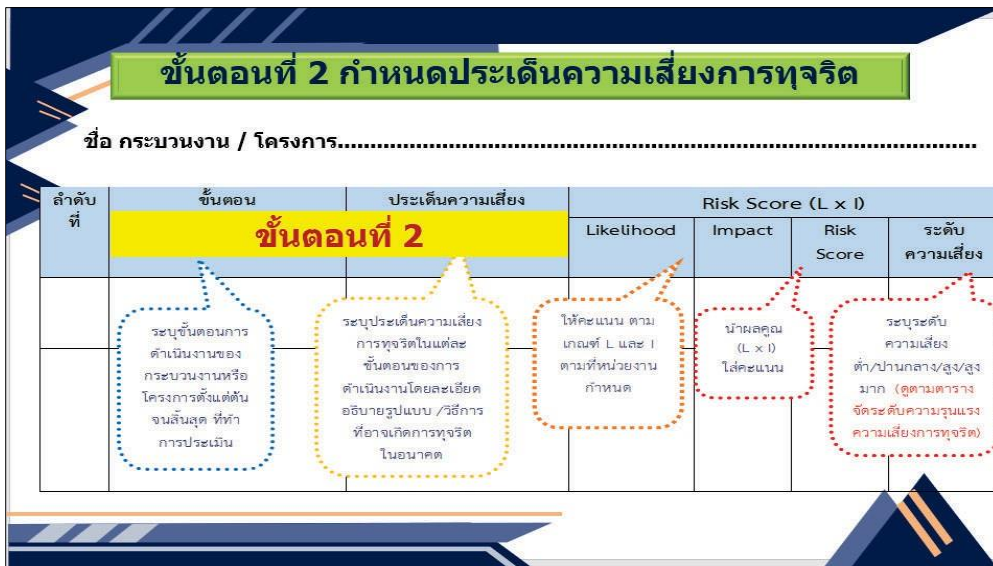 ขั้นตอนที่ 2 กำหนดประเด็นความเสี่ยงการทุจริต
ชื่อ กระบวนงาน / โครงการ................................................................................................
ลำดับ
ที่
ขั้นตอน
ประเด็นความเสี่ยง
Risk Score (L x I)
ขั้นตอนที่ 2
Likelihood
Impact
Risk
Score
ระดับ
ความเสี่ยง
ระบุขั้นตอนการ
ดำเนินงานของ
กระบวนงานหรือ
โครงการตั้งแต่ต้น
จนสิ้นสุด ที่ทำ
การประเมิน
ระบุประเด็นความเสี่ยง
การทุจริตในแต่ละ
ขั้นตอนของการ
ดำเนินงานโดยละเอียด
อธิบายรูปแบบ /วิธีการ
ที่อาจเกิดการทุจริต
ในอนาคต
ให้คะแนน ตาม
เกณฑ์ L และ I
ตามที่หน่วยงาน
กำหนด
นำผลคูณ
(L x I)
ใส่คะแนน
ระบุระดับ
ความเสี่ยง
ต่ำ/ปานกลาง/สูง/สูง
มาก (ดูตามตาราง
จัดระดับความรุนแรง
ความเสี่ยงการทุจริต)